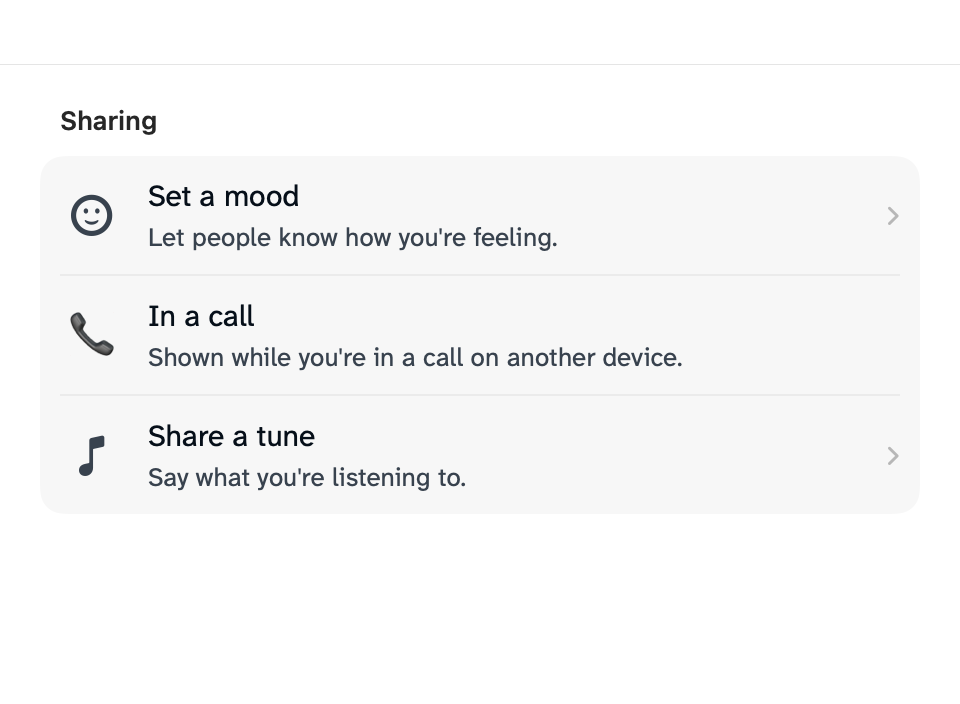 Sharing
Set a mood
Let people know how you're feeling.
In a call
Shown while you're in a call on another device.
Share a tune
Say what you're listening to.